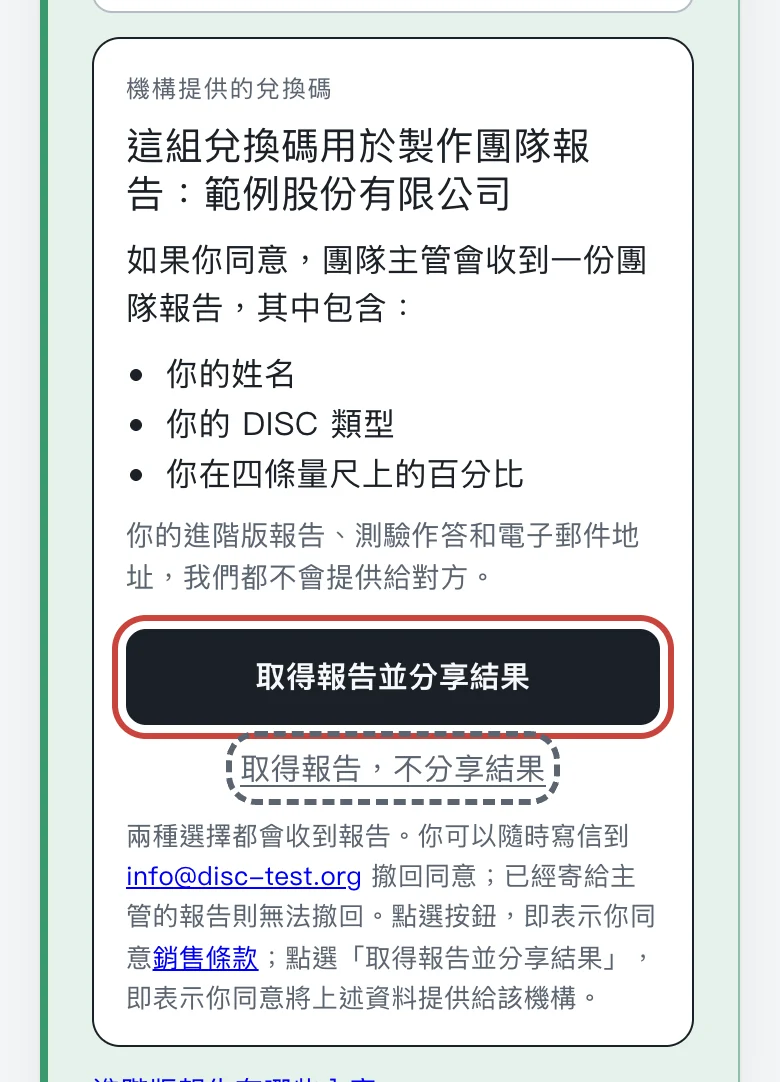 機構提供的兌換碼
這組兌換碼用於製作團隊報
告：範例股份有限公司
如果你同意，團隊主管會收到一份團
隊報告，其中包含：
• 你的姓名
• 你的 DISC 類型
• 你在四條量尺上的百分比
你的進階版報告、測驗作答和電子郵件地
址，我們都不會提供給對方。
取得報告並分享結果
取得報告，不分享結果
兩種選擇都會收到報告。你可以隨時寫信到
info@disc-test.org 撤回同意；已經寄給主
管的報告則無法撤回。點選按鈕，即表示你同
意銷售條款；點選「取得報告並分享結果」，
即表示你同意將上述資料提供給該機構。